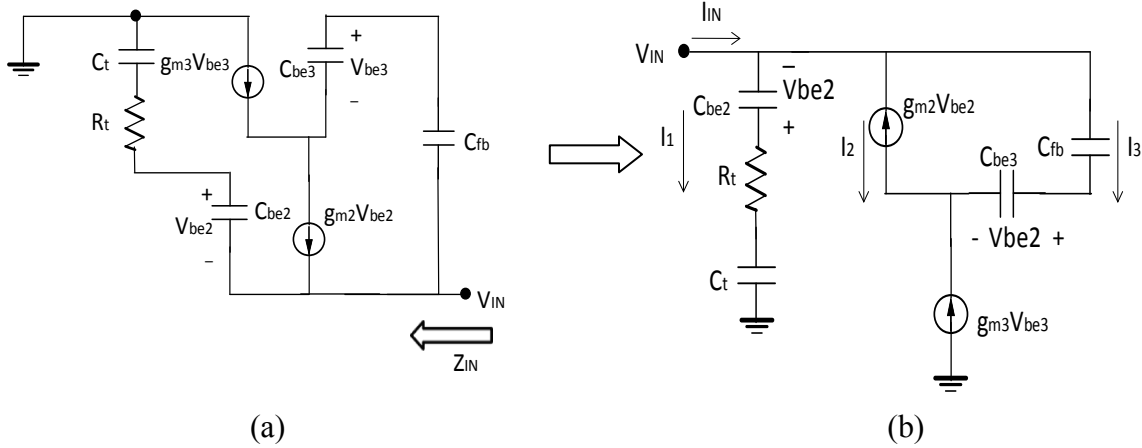 Ct
gm3Vbe3
Cbe3
+
Vbe3
–
Rt
Cfb
+
Vbe2
–
Cbe2
gm2Vbe2
VIN
ZIN
(a)
IIN
VIN
–
Vbe2
+
Cbe2
I1
Rt
Ct
gm2Vbe2
I2
Cbe3
Cfb
I3
- Vbe2 +
gm3Vbe3
(b)